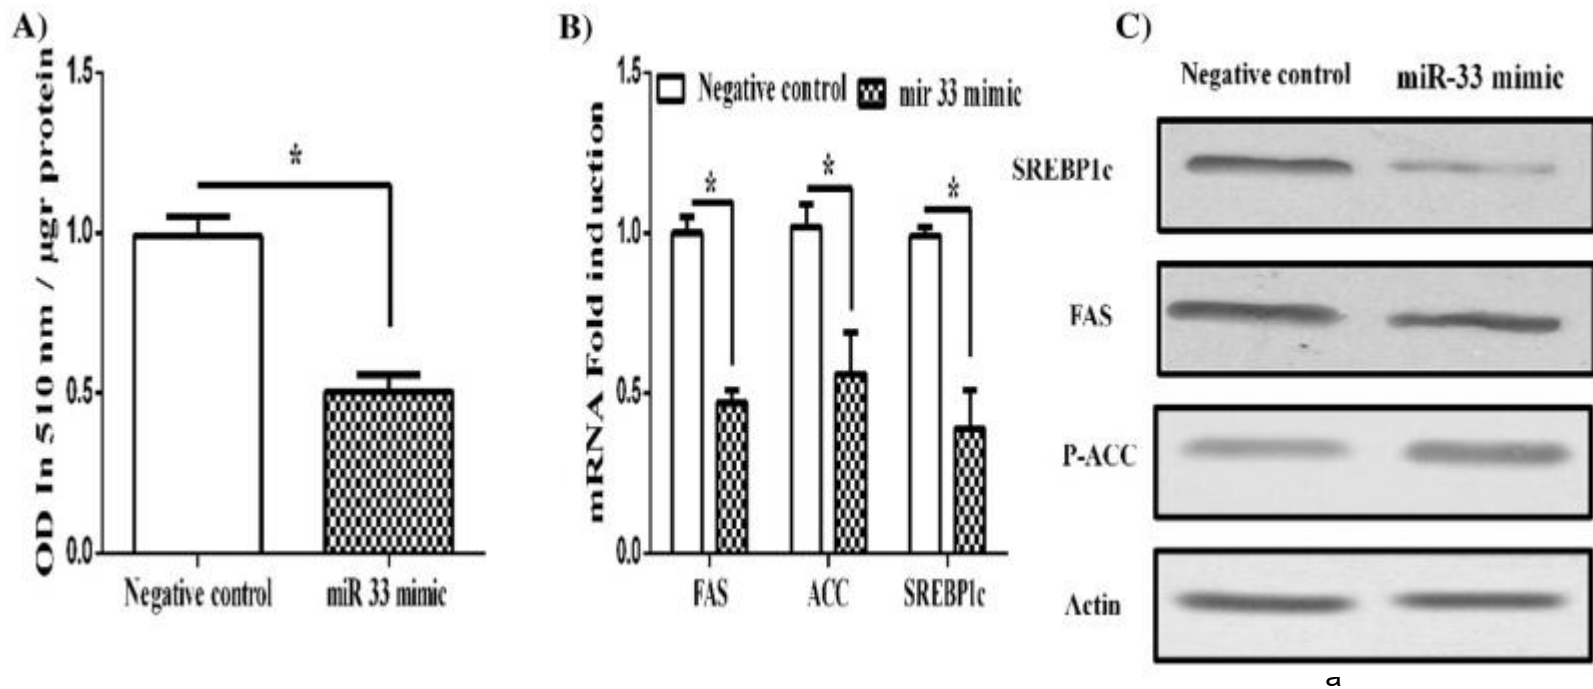 A)
OD In 510 nm / µgr protein
1.5
1.0
0.5
0.0
*
Negative control
miR 33 mimic
B)
mRNA Fold induction
1.5
1.0
0.5
0.0
Negative control
mir 33 mimic
*
*
*
FAS
ACC
SREBP1c
C)
Negative control
miR-33 mimic
SREBP1c
FAS
P-ACC
Actin
a